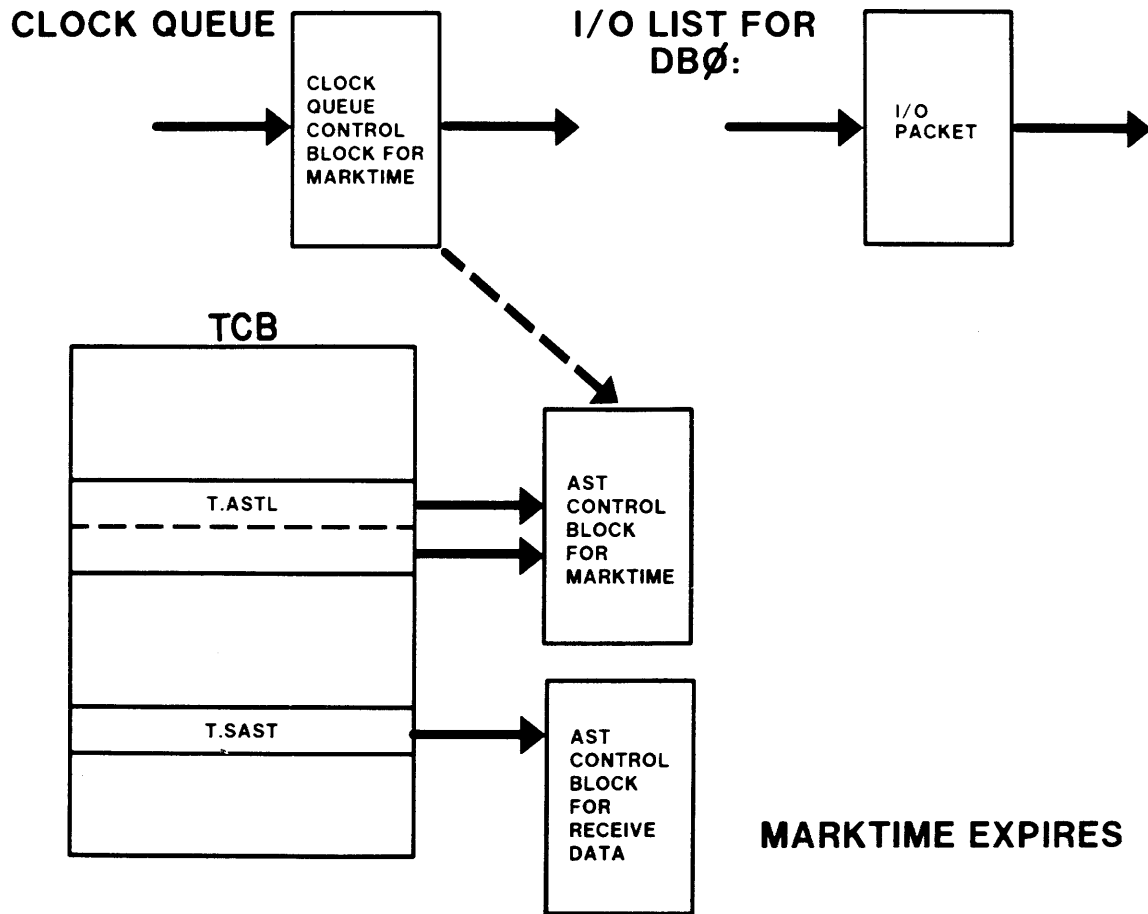 CLOCK QUEUE
CLOCK
QUEUE
CONTROL
BLOCK FOR
MARKTIME
I/O LIST FOR
DBØ:
I/O
PACKET
TCB
T.ASTL
AST
CONTROL
BLOCK
FOR
MARKTIME
T.SAST
AST
CONTROL
BLOCK
FOR
RECEIVE
DATA
MARKTIME EXPIRES